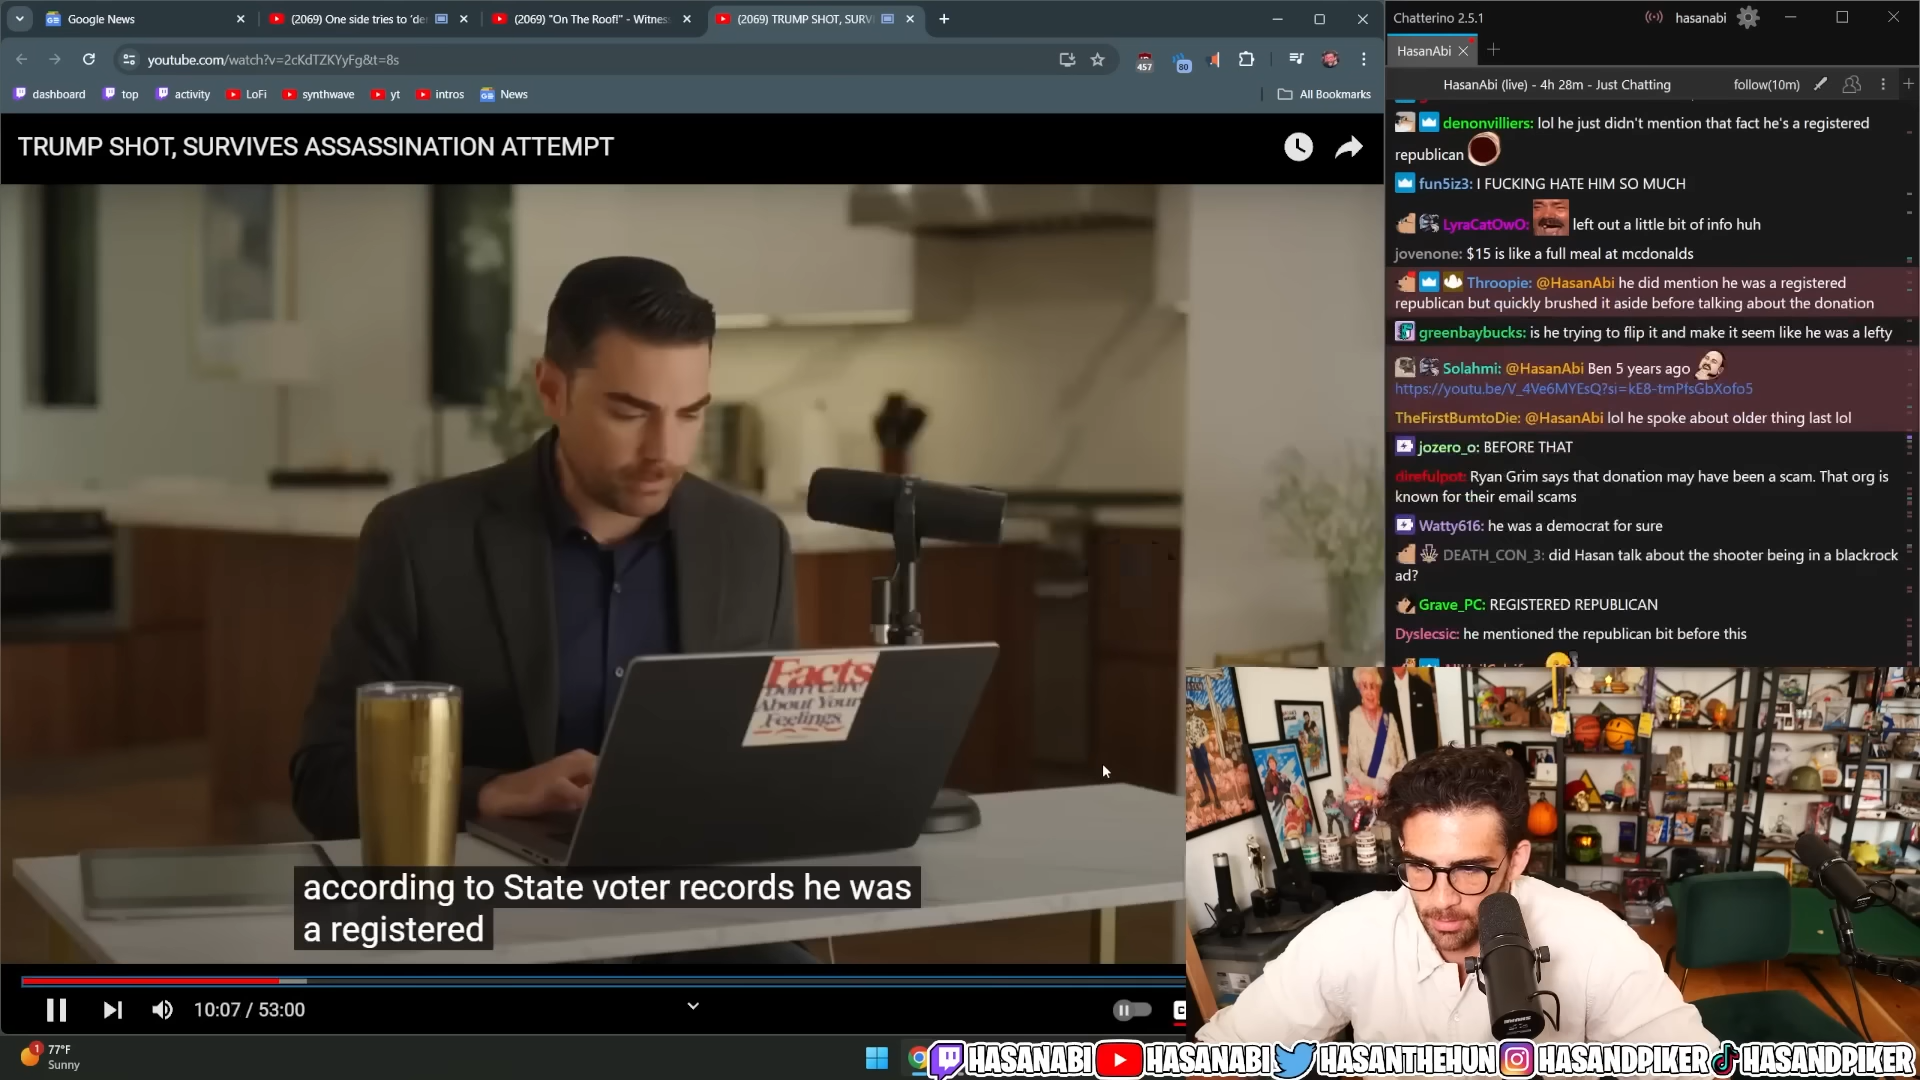 Google News
(2069) One side tries to 'de
(2069) "On The Roof!" - Witnes
(2069) TRUMP SHOT, SURV
youtube.com/watch?v=2cKdTZKYyFg&t=8s
457
80
dashboard
top
activity
LoFi
synthwave
yt
intros
News
All Bookmarks
TRUMP SHOT, SURVIVES ASSASSINATION ATTEMPT
Facts
Don't Care
About Your
Feelings
according to State voter records he was
a registered
10:07 / 53:00
1
77°F
Sunny
Chatterino 2.5.1
hasanabi
HasanAbi
HasanAbi (live) - 4h 28m - Just Chatting
follow(10m)
denonvilliers: lol he just didn't mention that fact he's a registered
republican
fun5iz3: I FUCKING HATE HIM SO MUCH
LyraCatOwO: left out a little bit of info huh
jovenone: $15 is like a full meal at mcdonalds
Throopie: @HasanAbi he did mention he was a registered
republican but quickly brushed it aside before talking about the donation
greenbaybucks: is he trying to flip it and make it seem like he was a lefty
Solahmi: @HasanAbi Ben 5 years ago
https://youtu.be/V_4Ve6MYEsQ?si=kE8-tmPfsGbXofo5
TheFirstBumtoDie: @HasanAbi lol he spoke about older thing last lol
jozero_o: BEFORE THAT
direfulpot: Ryan Grim says that donation may have been a scam. That org is
known for their email scams
Watty616: he was a democrat for sure
DEATH_CON_3: did Hasan talk about the shooter being in a blackrock
ad?
Grave_PC: REGISTERED REPUBLICAN
Dyslecsic: he mentioned the republican bit before this
HASANABI
HASANABI
HASANTHEHUN
HASANDPIKER
HASANDPIKER